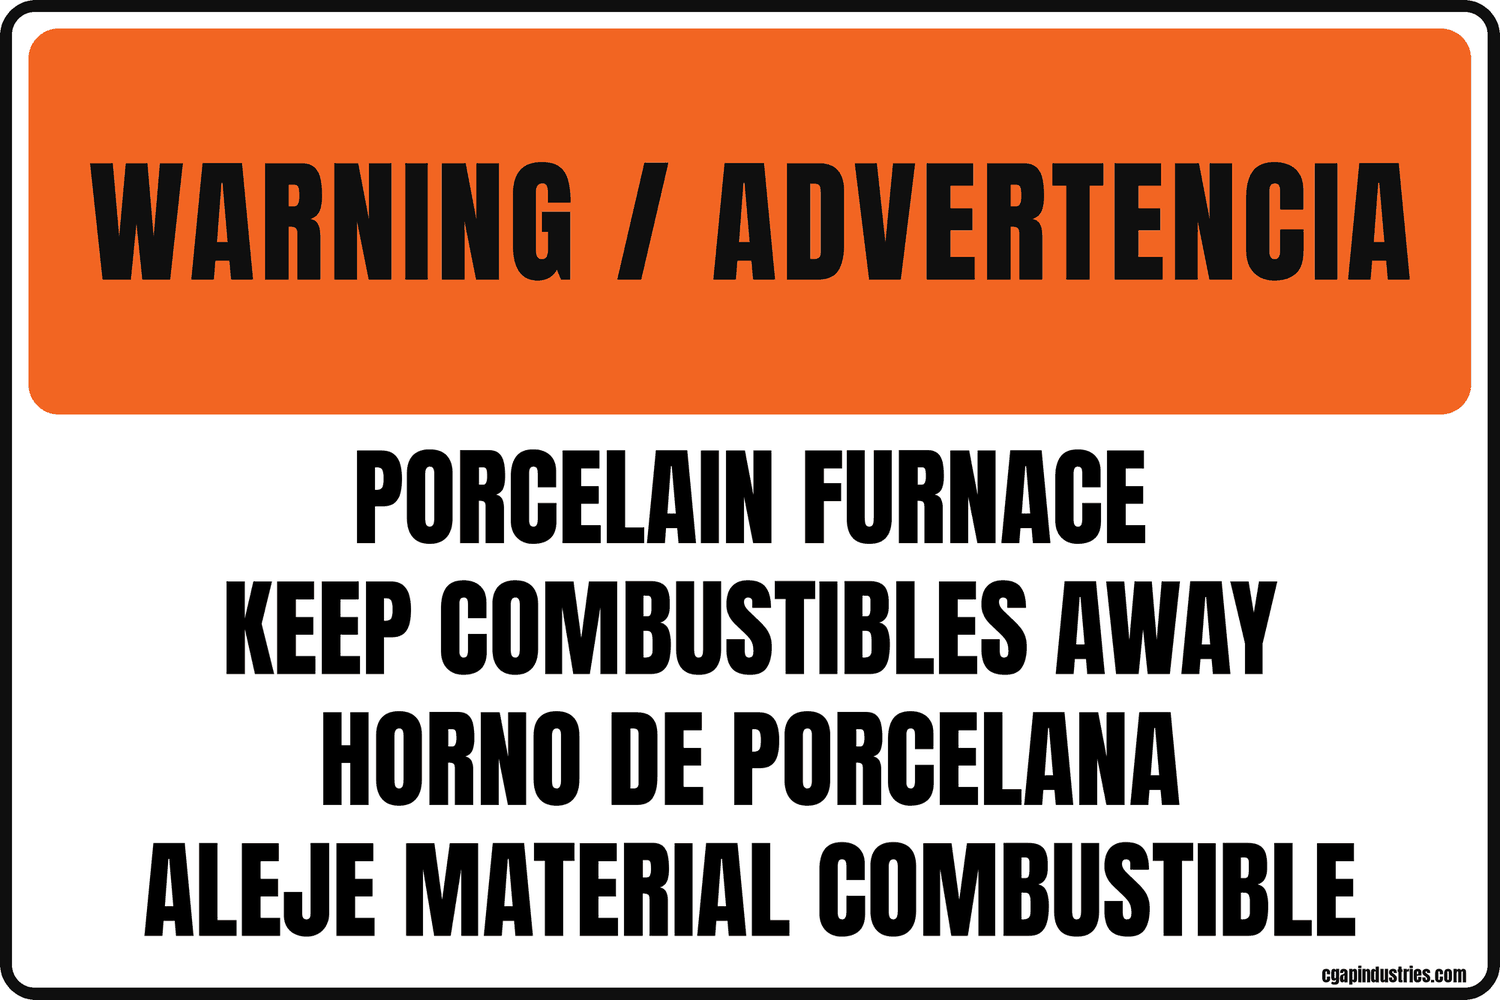 WARNING / ADVERTENCIA
PORCELAIN FURNACE
KEEP COMBUSTIBLES AWAY
HORNO DE PORCELANA
ALEJE MATERIAL COMBUSTIBLE
cgapindustries.com